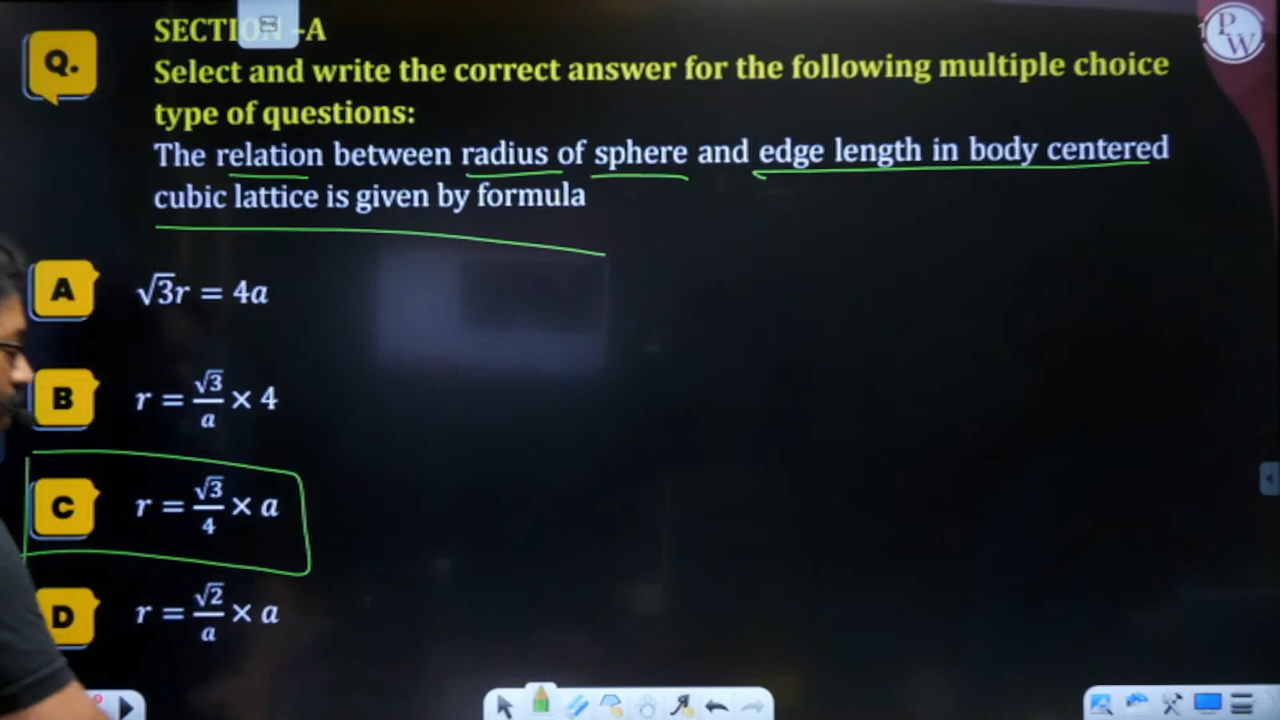 Q.
SECTION -A
Select and write the correct answer for the following multiple choice
type of questions:
The relation between radius of sphere and edge length in body centered
cubic lattice is given by formula
A √3r = 4a
B r = √3/a × 4
C r = √3/4 × a
D r = √2/a × a
PW